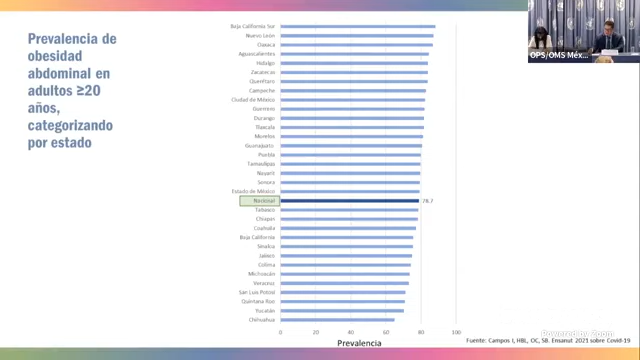 Prevalencia de
obesidad
abdominal en
adultos ≥20
años,
categorizando
por estado
Baja California Sur
Nuevo León
Oaxaca
Aguascalientes
Hidalgo
Zacatecas
Querétaro
Campeche
Ciudad de México
Guerrero
Durango
Tlaxcala
Morelos
Guanajuato
Puebla
Tamaulipas
Nayarit
Sonora
Estado de México
Nacional 78.7
Tabasco
Chiapas
Coahuila
Baja California
Sinaloa
Jalisco
Colima
Michoacán
Veracruz
San Luis Potosí
Quintana Roo
Yucatán
Chihuahua
0 20 40 60 80 100
Prevalencia
OPS/OMS Méx...
Powered by Zoom
Fuente: Campos I, HBL, OC, SB. Ensanut 2021 sobre Covid-19